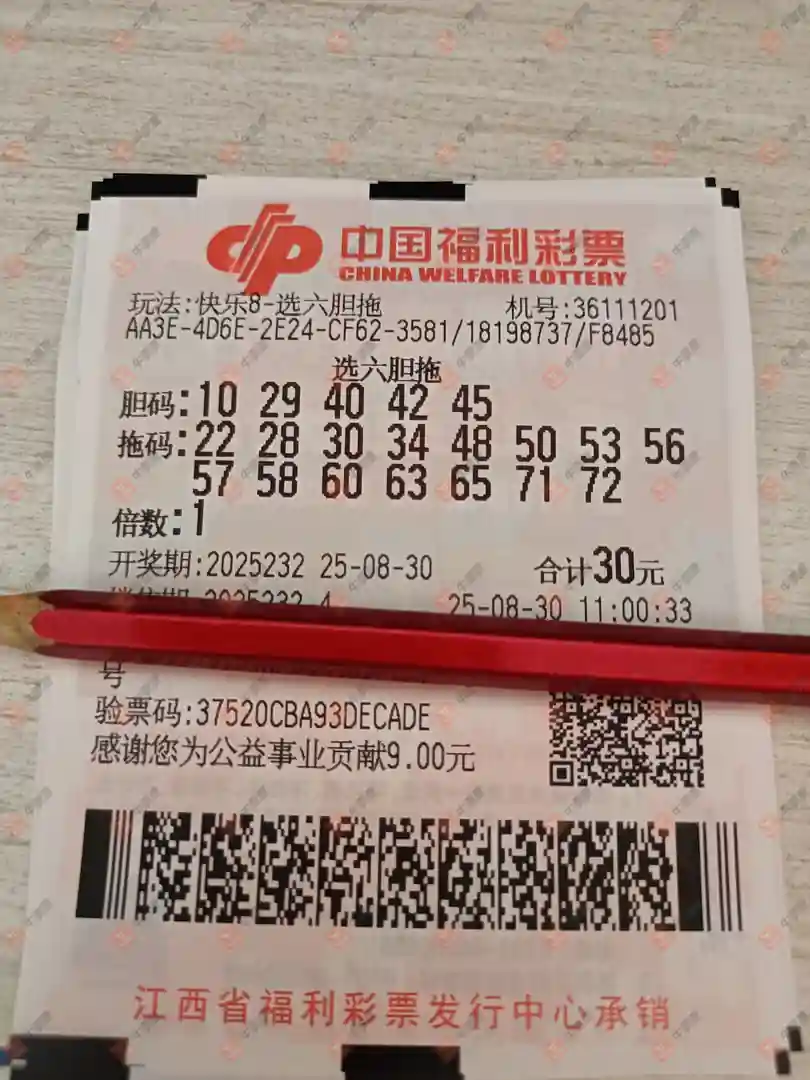 中国福利彩票
CHINA WELFARE LOTTERY
玩法:快乐8-选六胆拖 机号:36111201
AA3E-4D6E-2E24-CF62-3581/18198737/F8485
选六胆拖
胆码:10 29 40 42 45
拖码:22 28 30 34 48 50 53 56
57 58 60 63 65 71 72
倍数:1
开奖期:2025232 25-08-30 合计30元
25-08-30 11:00:33
号
验票码:37520CBA93DECADE
感谢您为公益事业贡献9.00元
江西省福利彩票发行中心承销